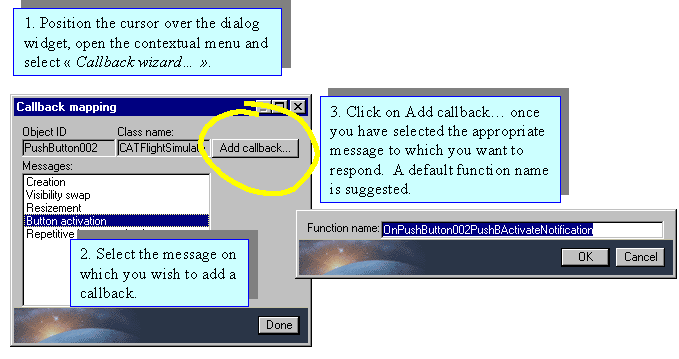 1. Position the cursor over the dialog
widget, open the contextual menu and
select « Callback wizard… ».
Callback mapping
Object ID
Class name:
PushButton002
CATFlightSimulat
Add callback...
Messages:
Creation
Visibility swap
Resizement
Button activation
Repetitive
2. Select the message on
which you wish to add a
callback.
Done
3. Click on Add callback… once
you have selected the appropriate
message to which you want to
respond. A default function name
is suggested.
Function name:
OnPushButton002PushBActivateNotification
OK
Cancel